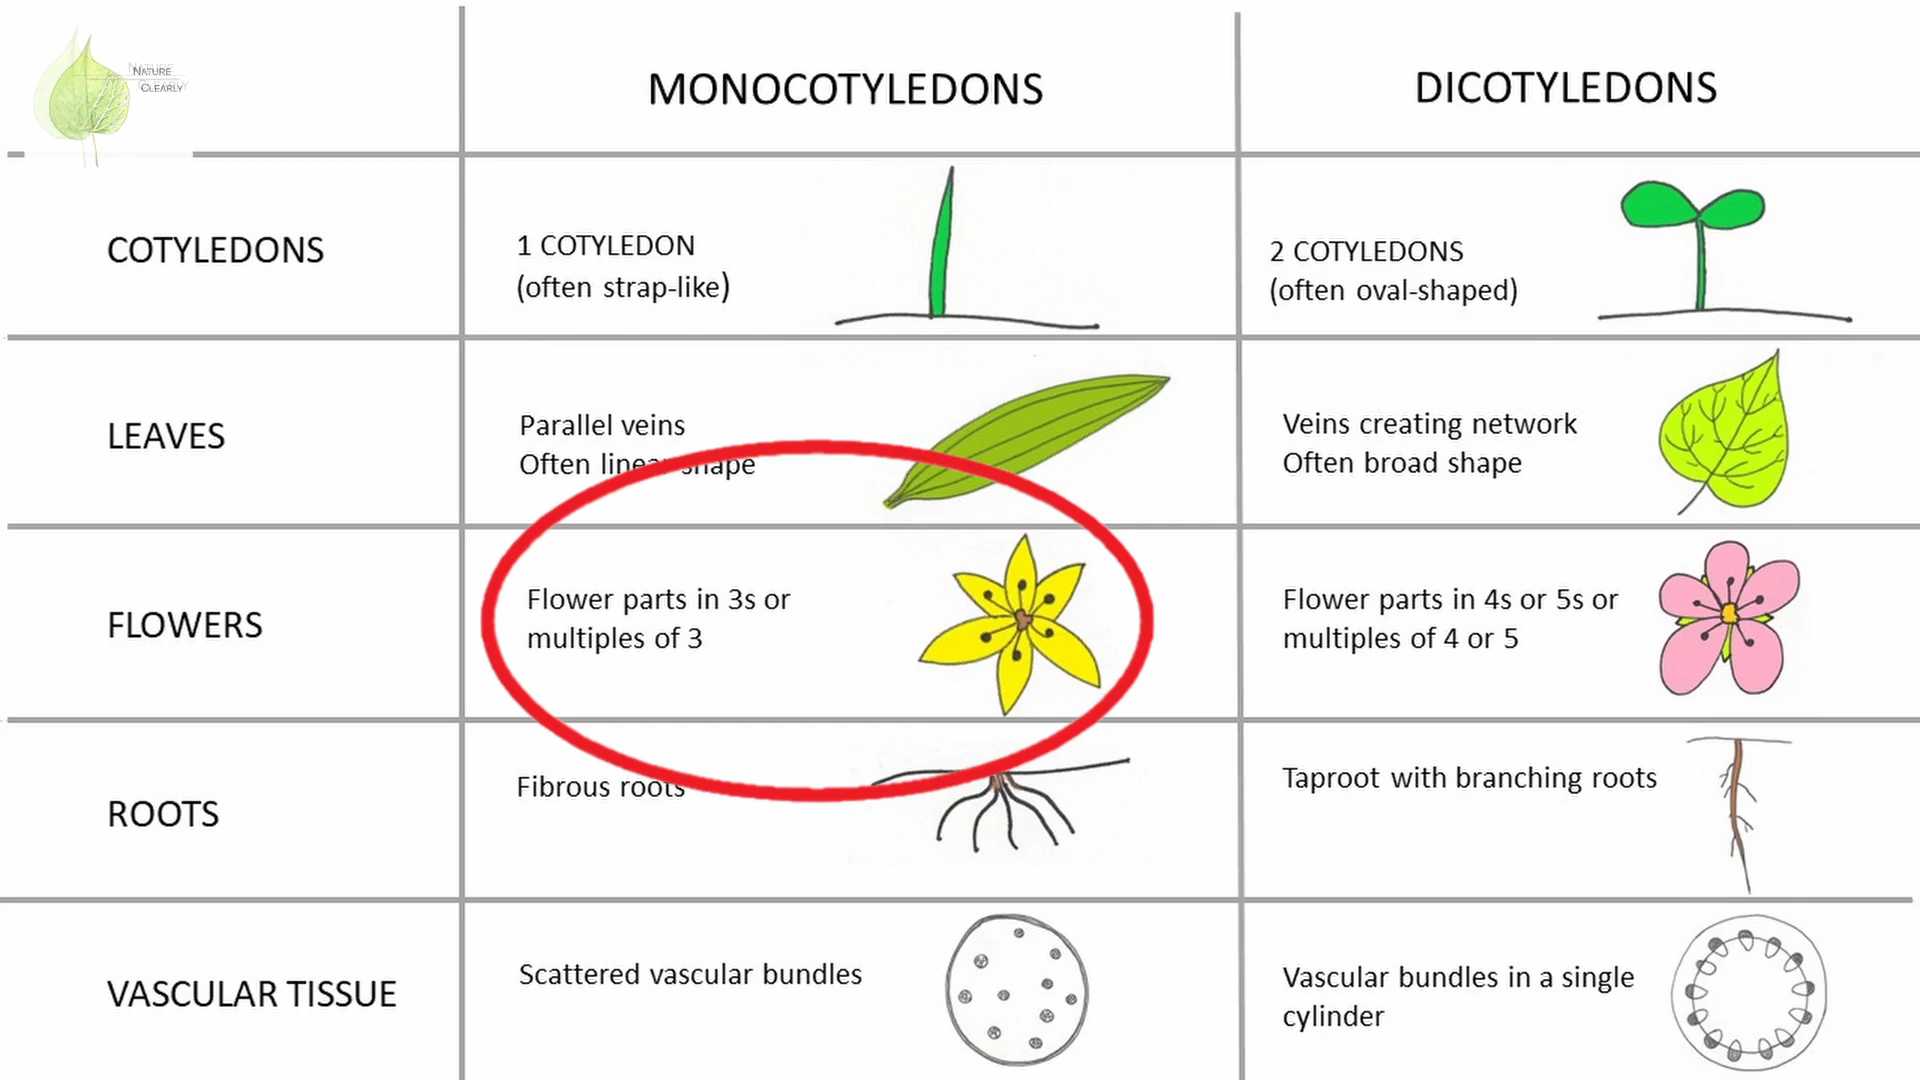 NATURE
CLEARLY
MONOCOTYLEDONS
DICOTYLEDONS
COTYLEDONS
1 COTYLEDON
(often strap-like)
2 COTYLEDONS
(often oval-shaped)
LEAVES
Parallel veins
Often linear shape
Veins creating network
Often broad shape
FLOWERS
Flower parts in 3s or
multiples of 3
Flower parts in 4s or 5s or
multiples of 4 or 5
ROOTS
Fibrous roots
Taproot with branching roots
VASCULAR TISSUE
Scattered vascular bundles
Vascular bundles in a single
cylinder